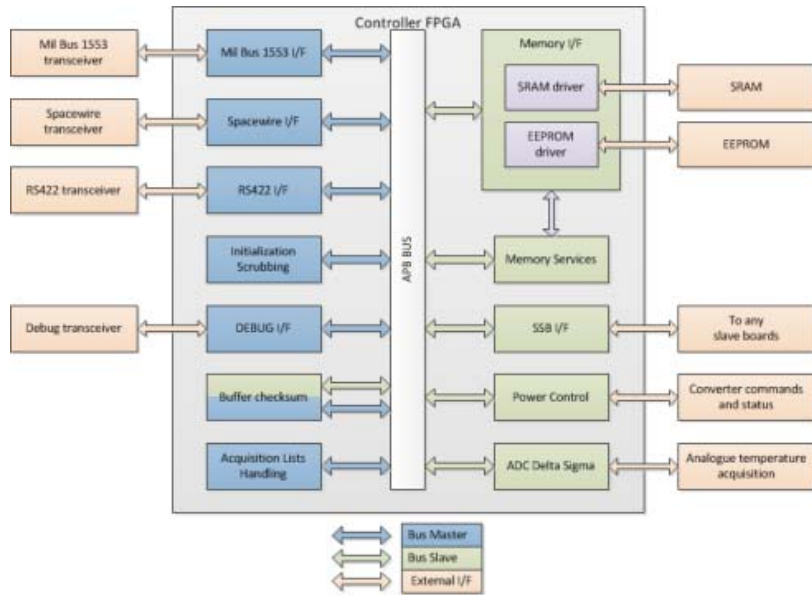 Controller FPGA
Mil Bus 1553
transceiver
Mil Bus 1553 I/F
Memory I/F
SRAM driver
SRAM
Spacewire
transceiver
Spacewire I/F
EEPROM
driver
EEPROM
RS422 transceiver
RS422 I/F
APB BUS
Initialization
Scrubbing
Memory Services
Debug transceiver
DEBUG I/F
SSB I/F
To any
slave boards
Buffer checksum
Power Control
Converter commands
and status
Acquisition Lists
Handling
ADC Delta Sigma
Analogue temperature
acquisition
Bus Master
Bus Slave
External I/F